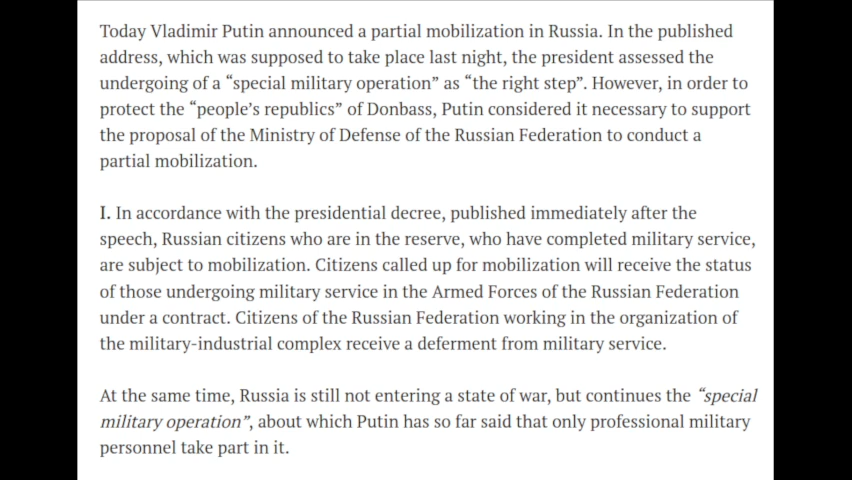 Today Vladimir Putin announced a partial mobilization in Russia. In the published
address, which was supposed to take place last night, the president assessed the
undergoing of a “special military operation” as “the right step”. However, in order to
protect the “people’s republics” of Donbass, Putin considered it necessary to support
the proposal of the Ministry of Defense of the Russian Federation to conduct a
partial mobilization.
I. In accordance with the presidential decree, published immediately after the
speech, Russian citizens who are in the reserve, who have completed military service,
are subject to mobilization. Citizens called up for mobilization will receive the status
of those undergoing military service in the Armed Forces of the Russian Federation
under a contract. Citizens of the Russian Federation working in the organization of
the military-industrial complex receive a deferment from military service.
At the same time, Russia is still not entering a state of war, but continues the “special
military operation”, about which Putin has so far said that only professional military
personnel take part in it.